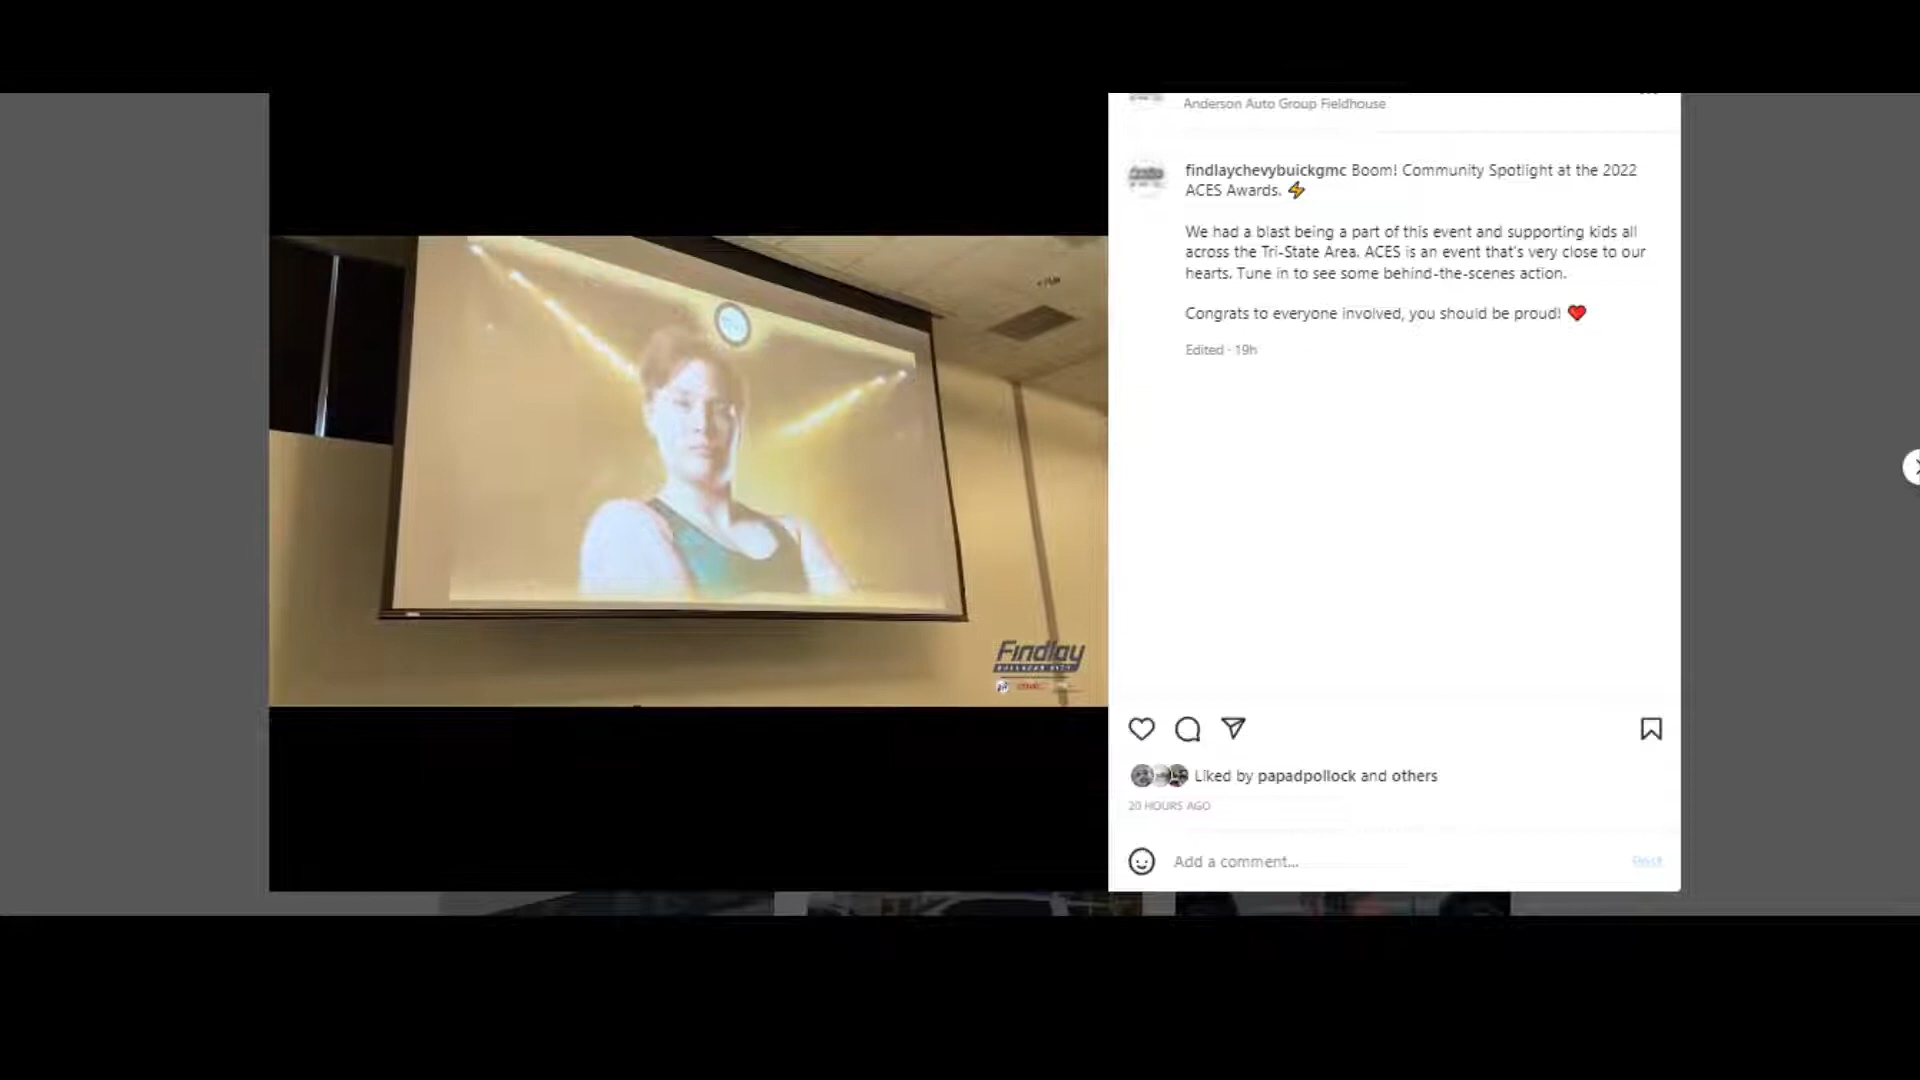 Anderson Auto Group Fieldhouse
findlaychevybuickgmc Boom! Community Spotlight at the 2022
ACES Awards. ⚡
We had a blast being a part of this event and supporting kids all
across the Tri-State Area. ACES is an event that's very close to our
hearts. Tune in to see some behind-the-scenes action.
Congrats to everyone involved, you should be proud! ❤️
Edited · 19h
Findlay
Liked by papadpollock and others
20 HOURS AGO
Add a comment...